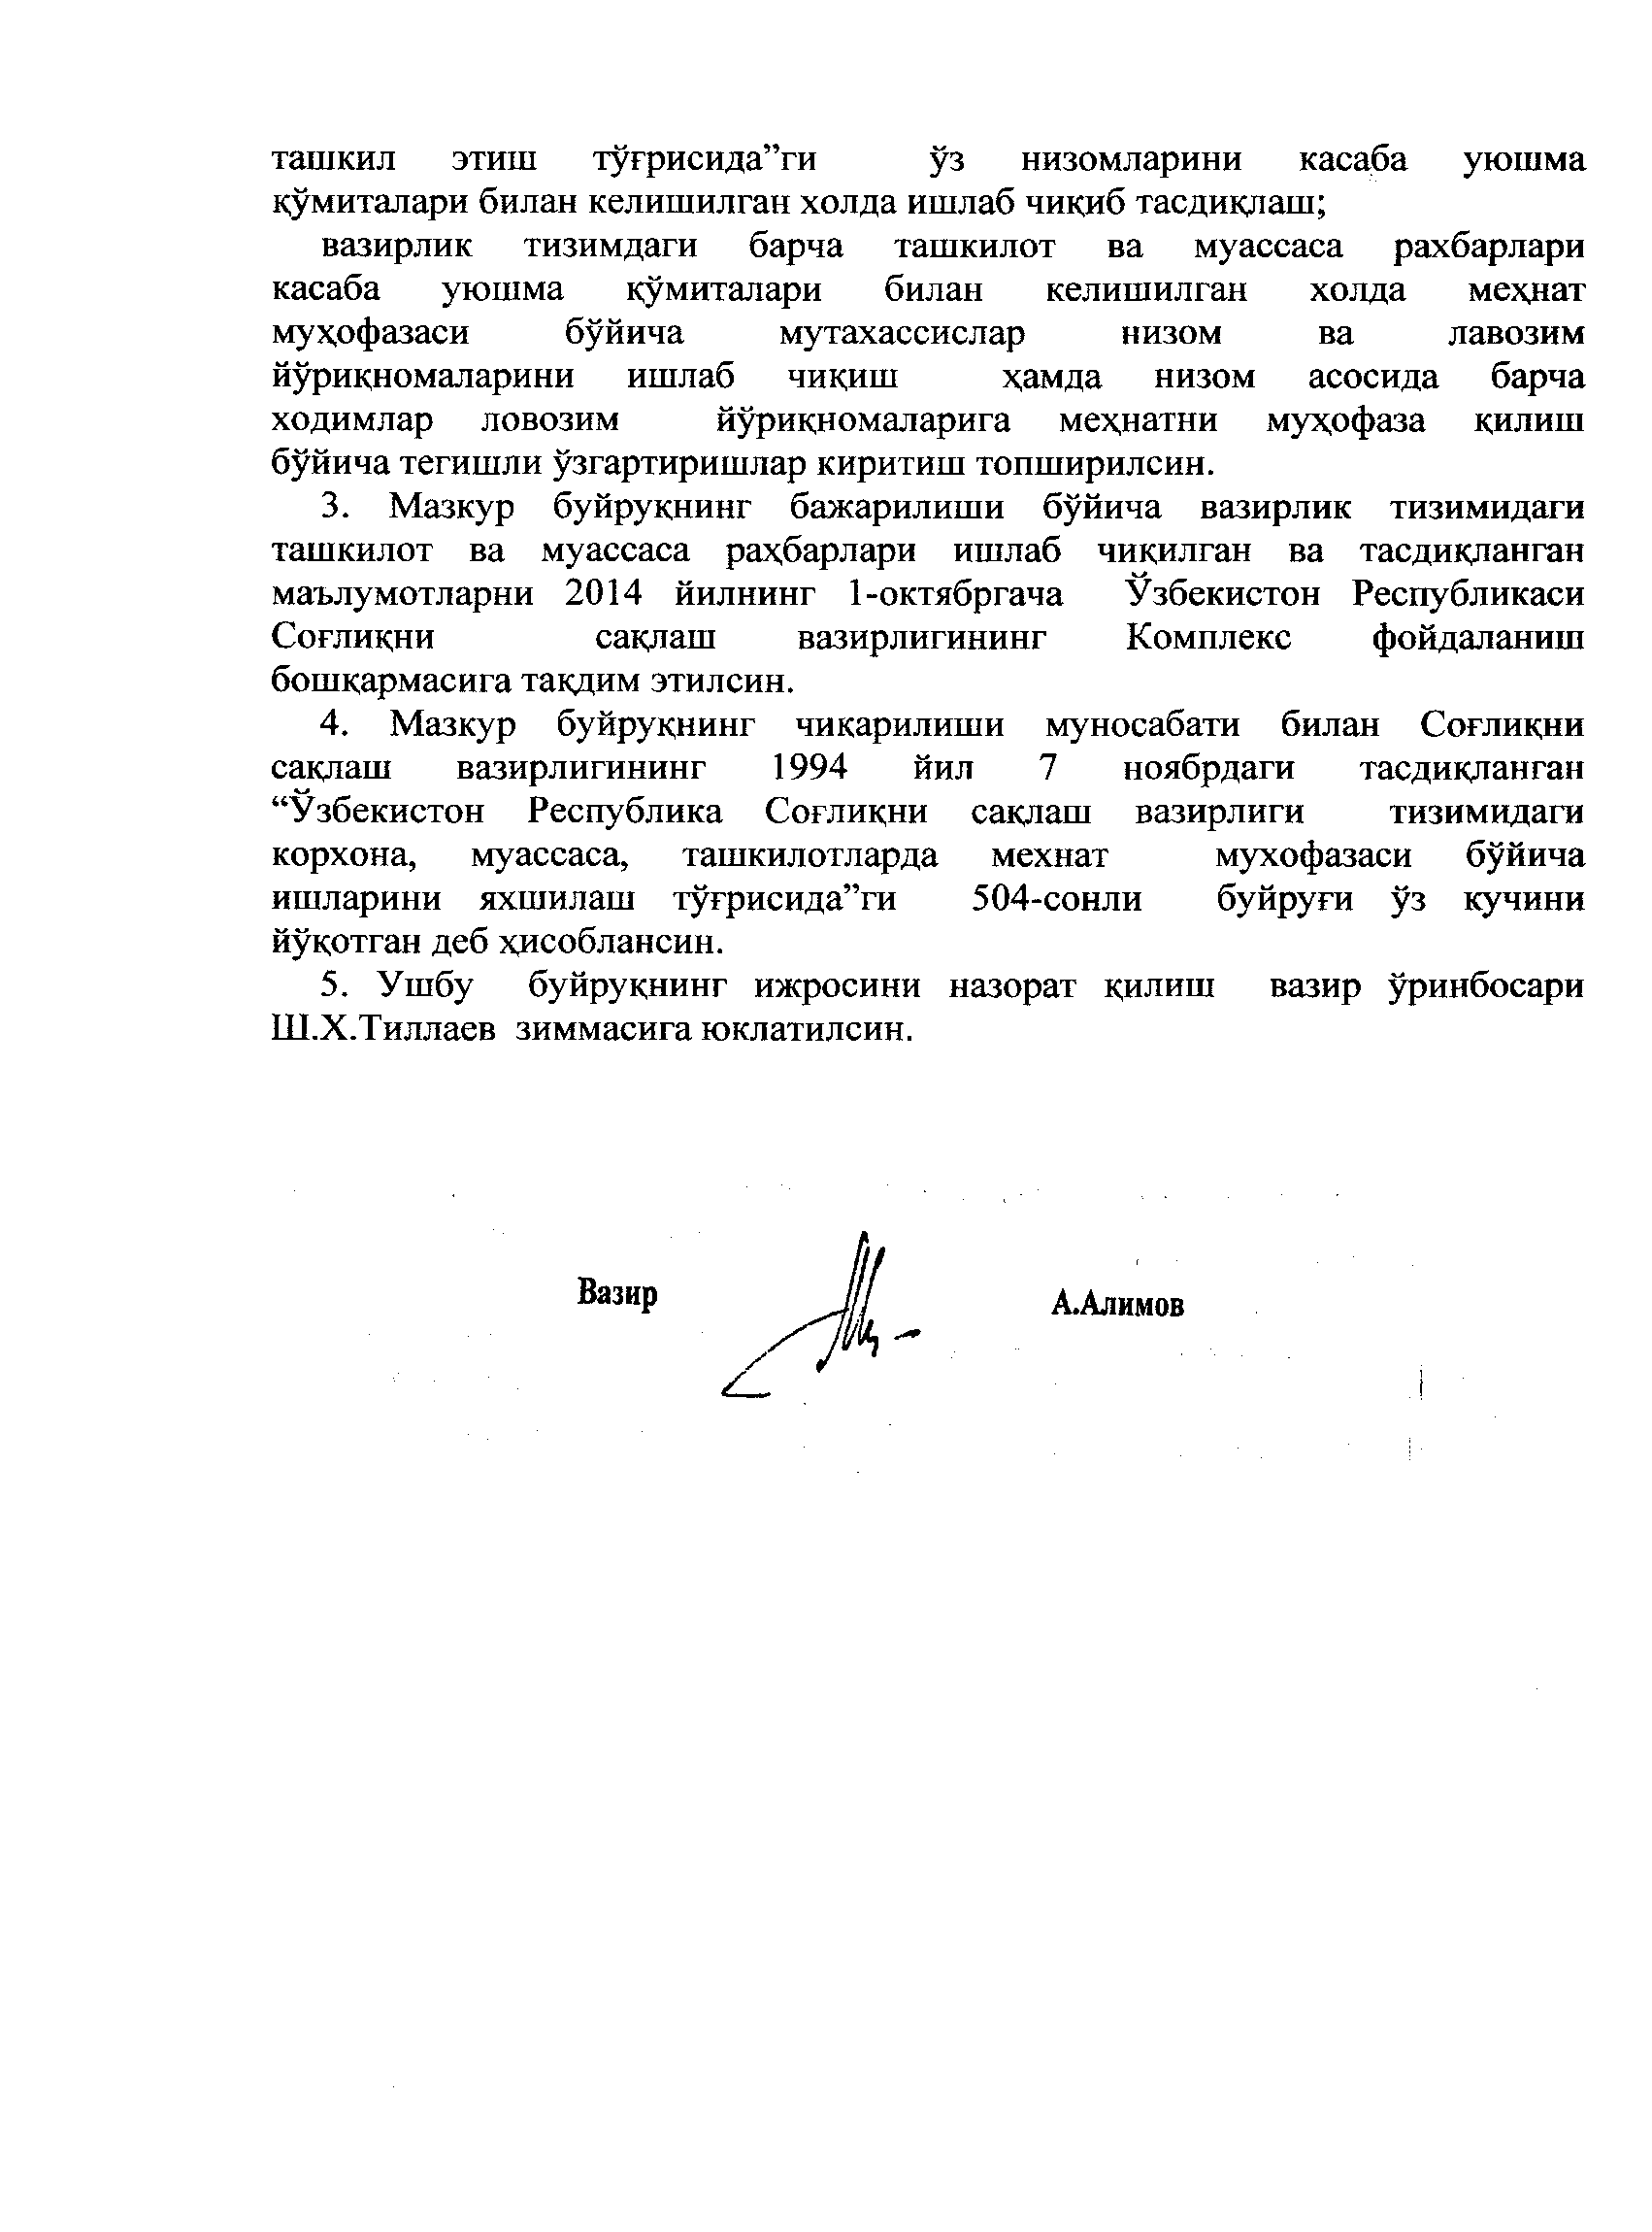 ташкил этиш тўғрисида”ги ўз низомларини касаба уюшма
қўмиталари билан келишилган холда ишлаб чиқиб тасдиқлаш;
вазирлик тизимдаги барча ташкилот ва муассаса рахбарлари
касаба уюшма қўмиталари билан келишилган холда меҳнат
муҳофазаси бўйича мутахассислар низом ва лавозим
йўриқномаларини ишлаб чиқиш ҳамда низом асосида барча
ходимлар ловозим йўриқномаларига меҳнатни муҳофаза қилиш
бўйича тегишли ўзгартиришлар киритиш топширилсин.
3. Мазкур буйруқнинг бажарилиши бўйича вазирлик тизимидаги
ташкилот ва муассаса раҳбарлари ишлаб чиқилган ва тасдиқланган
маълумотларни 2014 йилнинг 1-октябргача Ўзбекистон Республикаси
Соғлиқни сақлаш вазирлигининг Комплекс фойдаланиш
бошқармасига тақдим этилсин.
4. Мазкур буйруқнинг чиқарилиши муносабати билан Соғлиқни
сақлаш вазирлигининг 1994 йил 7 ноябрдаги тасдиқланган
“Ўзбекистон Республика Соғлиқни сақлаш вазирлиги тизимидаги
корхона, муассаса, ташкилотларда мехнат мухофазаси бўйича
ишларини яхшилаш тўғрисида”ги 504-сонли буйруғи ўз кучини
йўқотган деб ҳисоблансин.
5. Ушбу буйруқнинг ижросини назорат қилиш вазир ўринбосари
Ш.Х.Тиллаев зиммасига юклатилсин.
Вазир А.Алимов